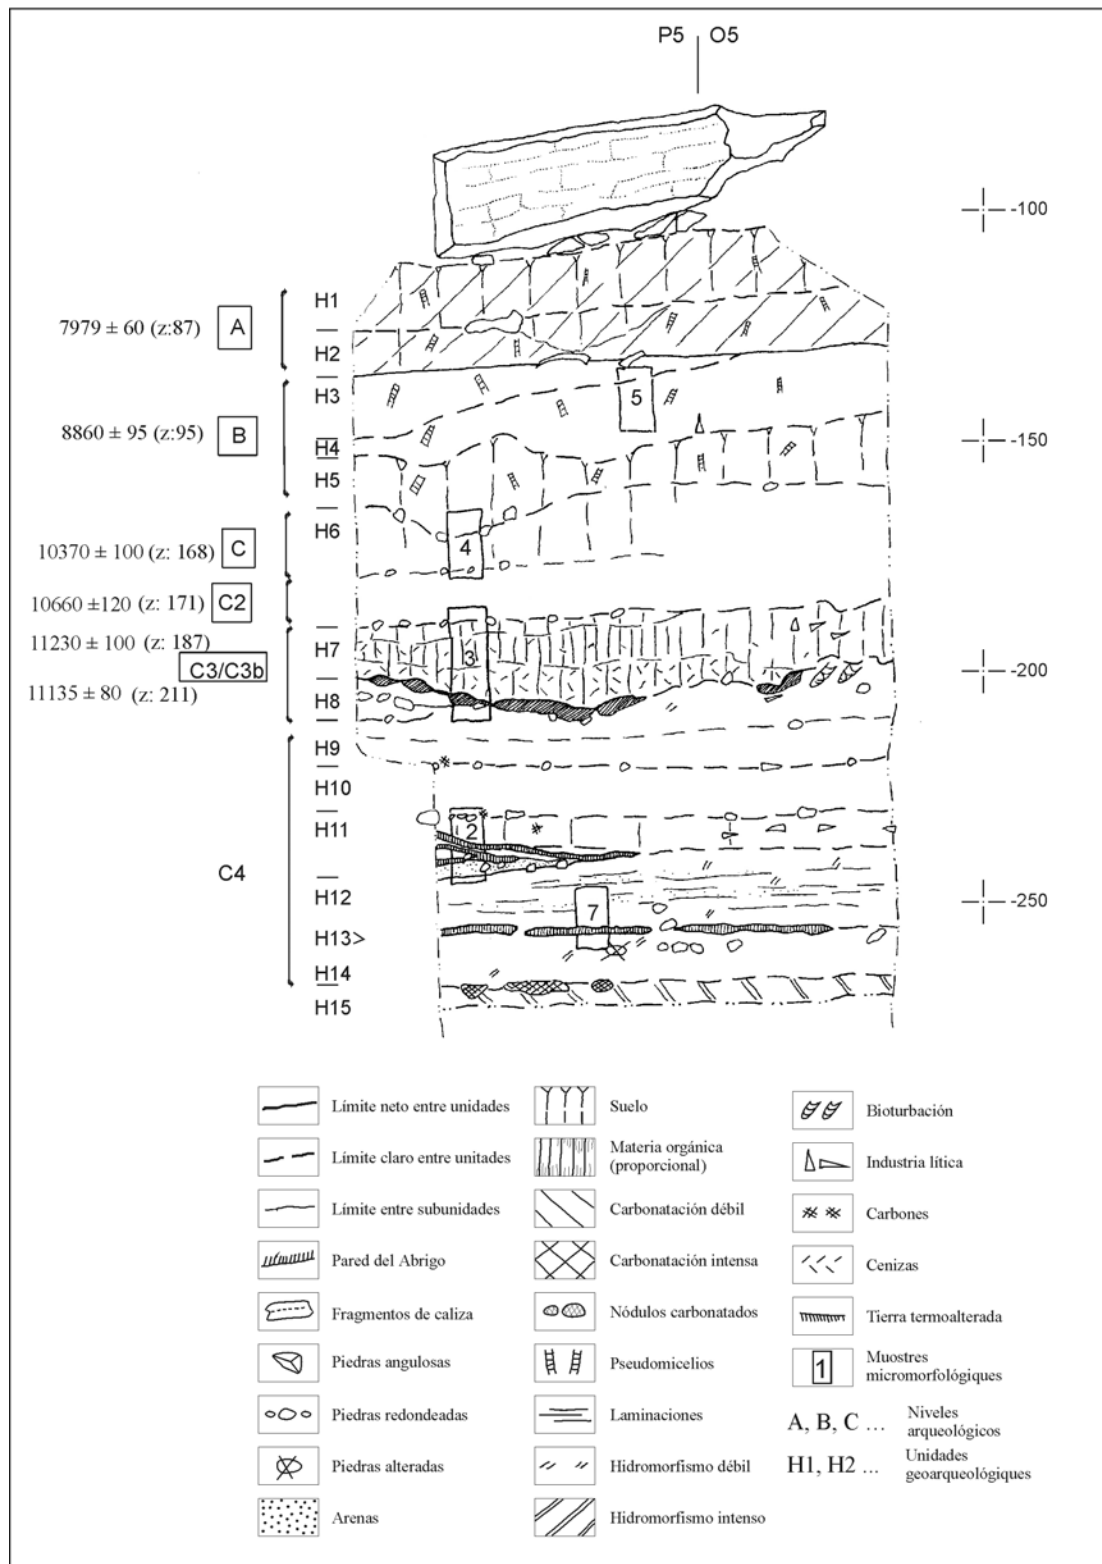 P5 O5
-100
H1
7979 ± 60 (z:87) A
H2
H3
5
8860 ± 95 (z:95) B
-150
H4
H5
H6
4
10370 ± 100 (z: 168) C
10660 ±120 (z: 171) C2
11230 ± 100 (z: 187)
H7
3
C3/C3b
-200
11135 ± 80 (z: 211)
H8
H9
H10
H11
2
C4
H12
-250
7
H13>
H14
H15
Límite neto entre unidades
Límite claro entre unitades
Límite entre subunidades
Pared del Abrigo
Fragmentos de caliza
Piedras angulosas
Piedras redondeadas
Piedras alteradas
Arenas
Suelo
Materia orgánica
(proporcional)
Carbonatación débil
Carbonatación intensa
Nódulos carbonatados
Pseudomicelios
Laminaciones
Hidromorfismo débil
Hidromorfismo intenso
Bioturbación
Industria lítica
Carbones
Cenizas
Tierra termoalterada
1
Muostres
micromorfológiques
A, B, C ... Niveles
arqueológicos
H1, H2 ... Unidades
geoarqueológiques